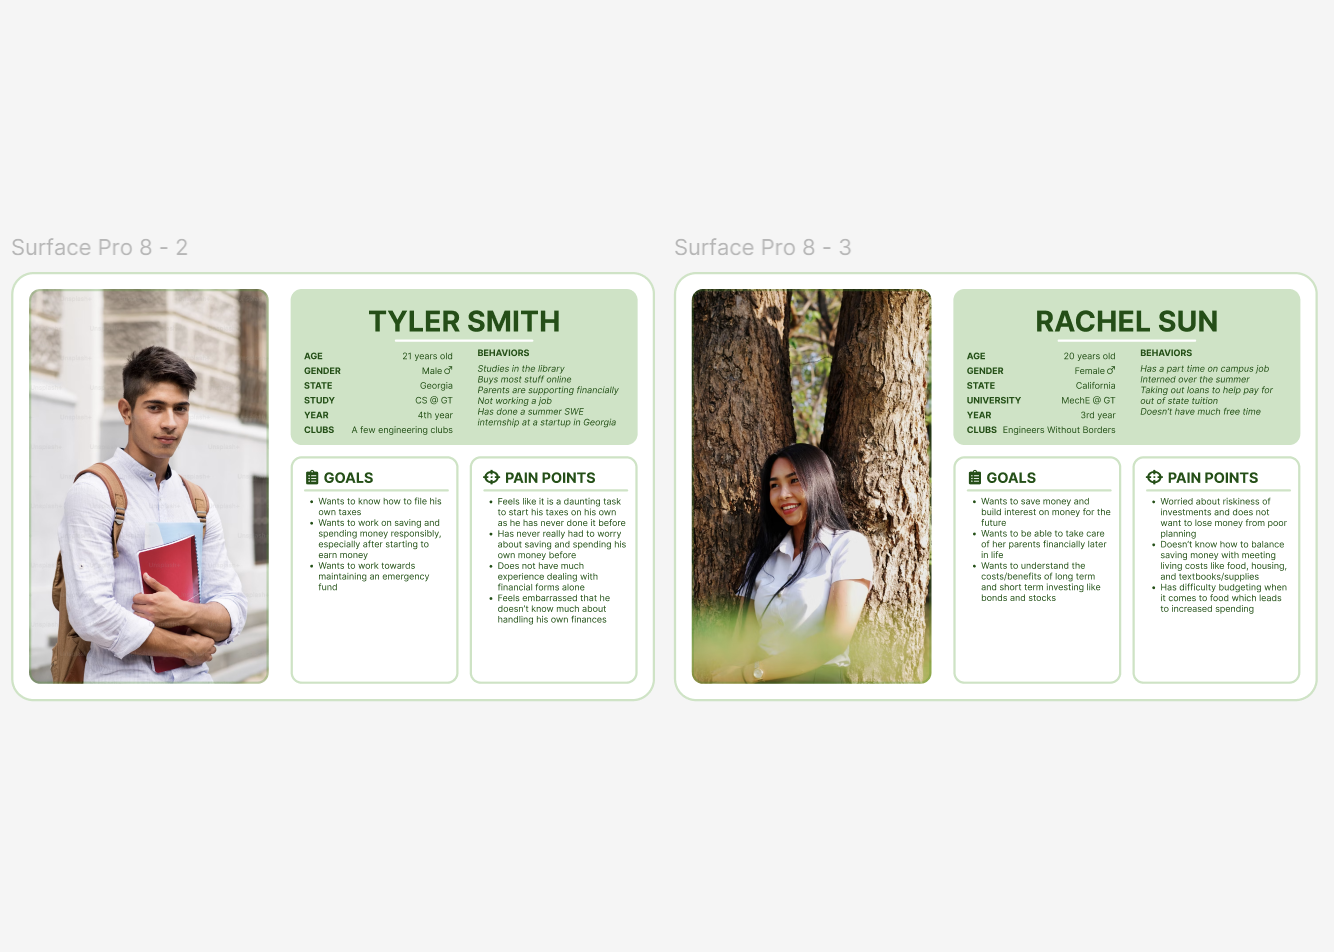 Surface Pro 8 - 2
TYLER SMITH
AGE 21 years old
GENDER Male ♂
STATE Georgia
STUDY CS @ GT
YEAR 4th year
CLUBS A few engineering clubs
BEHAVIORS
Studies in the library
Buys most stuff online
Parents are supporting financially
Not working a job
Has done a summer SWE
internship at a startup in Georgia
GOALS
• Wants to know how to file his
own taxes
• Wants to work on saving and
spending money responsibly,
especially after starting to
earn money
• Wants to work towards
maintaining an emergency
fund
PAIN POINTS
• Feels like it is a daunting task
to start his taxes on his own
as he has never done it before
• Has never really had to worry
about saving and spending his
own money before
• Does not have much
experience dealing with
financial forms alone
• Feels embarrassed that he
doesn't know much about
handling his own finances
Surface Pro 8 - 3
RACHEL SUN
AGE 20 years old
GENDER Female ♂
STATE California
UNIVERSITY MechE @ GT
YEAR 3rd year
CLUBS Engineers Without Borders
BEHAVIORS
Has a part time on campus job
Interned over the summer
Taking out loans to help pay for
out of state tuition
Doesn't have much free time
GOALS
• Wants to save money and
build interest on money for the
future
• Wants to be able to take care
of her parents financially later
in life
• Wants to understand the
costs/benefits of long term
and short term investing like
bonds and stocks
PAIN POINTS
• Worried about riskiness of
investments and does not
want to lose money from poor
planning
• Doesn't know how to balance
saving money with meeting
living costs like food, housing,
and textbooks/supplies
• Has difficulty budgeting when
it comes to food which leads
to increased spending